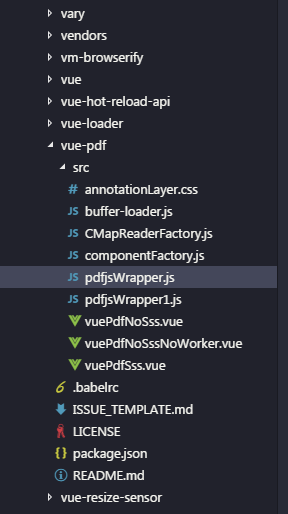 vary
vendors
vm-browserify
vue
vue-hot-reload-api
vue-loader
vue-pdf
src
# annotationLayer.css
JS buffer-loader.js
JS CMapReaderFactory.js
JS componentFactory.js
JS pdfjsWrapper.js
JS pdfjsWrapper1.js
vuePdfNoSss.vue
vuePdfNoSssNoWorker.vue
vuePdfSss.vue
.babelrc
ISSUE_TEMPLATE.md
LICENSE
package.json
README.md
vue-resize-sensor